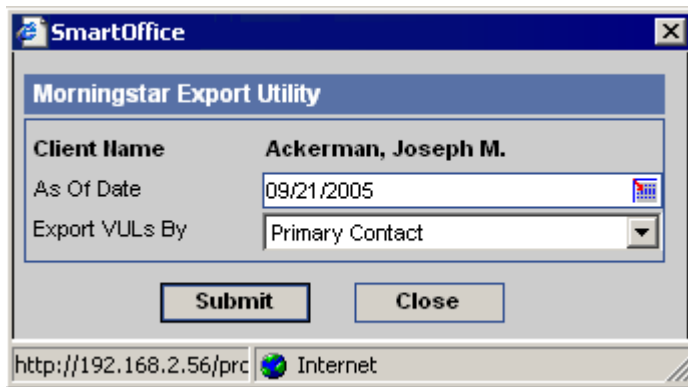 SmartOffice
Morningstar Export Utility
Client Name Ackerman, Joseph M.
As Of Date 09/21/2005
Export VULs By Primary Contact
Submit Close
http://192.168.2.56/prc Internet